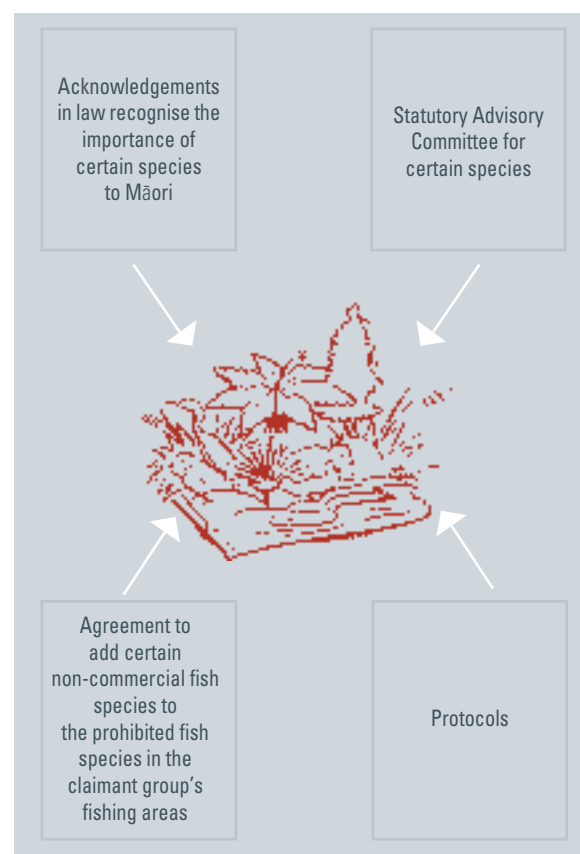 Acknowledgements
in law recognise the
importance of
certain species
to Māori
Statutory Advisory
Committee for
certain species
Agreement to
add certain
non-commercial fish
species to
the prohibited fish
species in the
claimant group's
fishing areas
Protocols